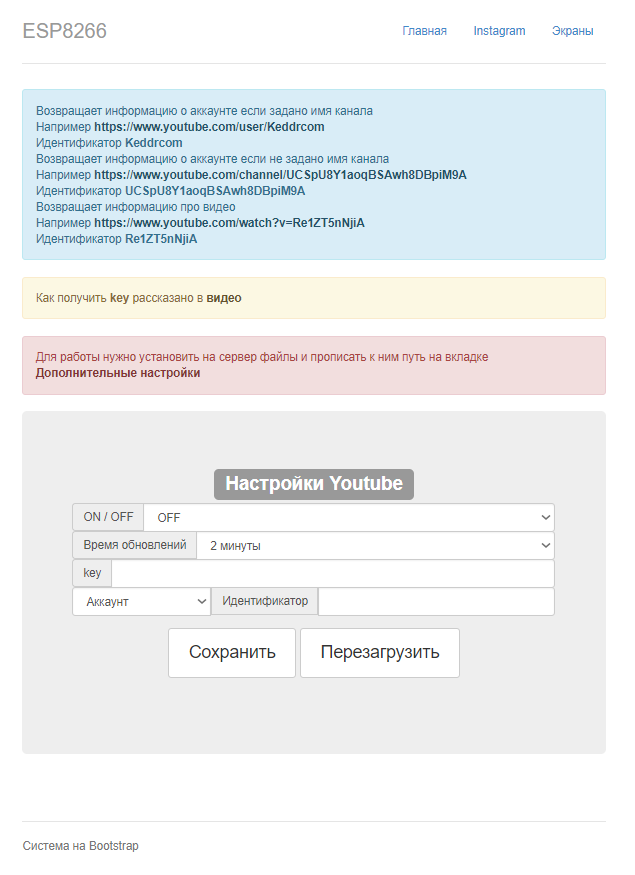 ESP8266
Главная Instagram Экраны
Возвращает информацию о аккаунте если задано имя канала
Например https://www.youtube.com/user/Keddrcom
Идентификатор Keddrcom
Возвращает информацию о аккаунте если не задано имя канала
Например https://www.youtube.com/channel/UCSpU8Y1aoqBSAwh8DBpiM9A
Идентификатор UCSpU8Y1aoqBSAwh8DBpiM9A
Возвращает информацию про видео
Например https://www.youtube.com/watch?v=Re1ZT5nNjiA
Идентификатор Re1ZT5nNjiA
Как получить key рассказано в видео
Для работы нужно установить на сервер файлы и прописать к ним путь на вкладке
Дополнительные настройки
Настройки Youtube
ON / OFF OFF
Время обновлений 2 минуты
key
Аккаунт Идентификатор
Сохранить Перезагрузить
Система на Bootstrap